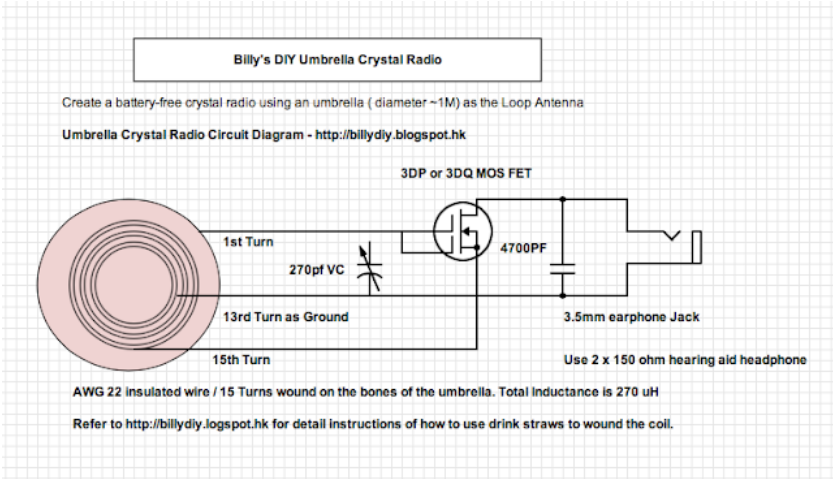 Billy's DIY Umbrella Crystal Radio
Create a battery-free crystal radio using an umbrella ( diameter ~1M) as the Loop Antenna
Umbrella Crystal Radio Circuit Diagram - http://billydiy.blogspot.hk
3DP or 3DQ MOS FET
1st Turn
4700PF
270pf VC
13rd Turn as Ground
3.5mm earphone Jack
15th Turn
Use 2 x 150 ohm hearing aid headphone
AWG 22 insulated wire / 15 Turns wound on the bones of the umbrella. Total Inductance is 270 uH
Refer to http://billydiy.logspot.hk for detail instructions of how to use drink straws to wound the coil.